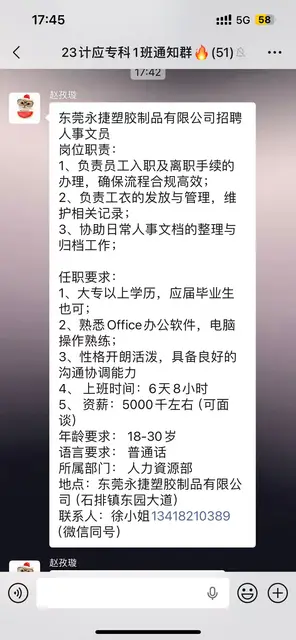 17:45
5G
58
23计应专科1班通知群🔥(51)
17:42
赵孜璇
东莞永捷塑胶制品有限公司招聘
人事文员
岗位职责：
1、负责员工入职及离职手续的
办理，确保流程合规高效；
2、负责工衣的发放与管理，维
护相关记录；
3、协助日常人事文档的整理与
归档工作；
任职要求：
1、大专以上学历，应届毕业生
也可；
2、熟悉Office办公软件，电脑
操作熟练；
3、性格开朗活泼，具备良好的
沟通协调能力
4、 上班时间：6天8小时
5、 资薪：5000千左右 (可面
谈)
年龄要求： 18-30岁
语言要求： 普通话
所属部门： 人力資源部
地点：东莞永捷塑胶制品有限公
司 (石排镇东园大道)
联系人：徐小姐13418210389
(微信同号)
赵孜璇